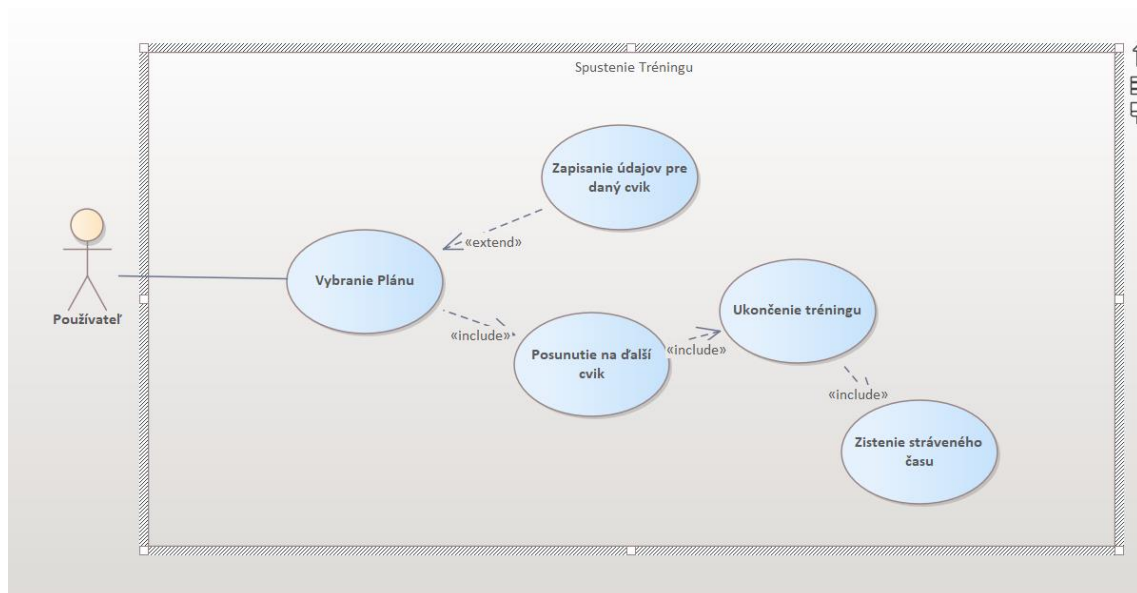 Spustenie Tréningu
Zapisanie údajov pre
daný cvik
«extend»
Vybranie Plánu
Používateľ
«include»
Posunutie na ďalší
cvik
«include»
Ukončenie tréningu
«include»
Zistenie stráveného
času